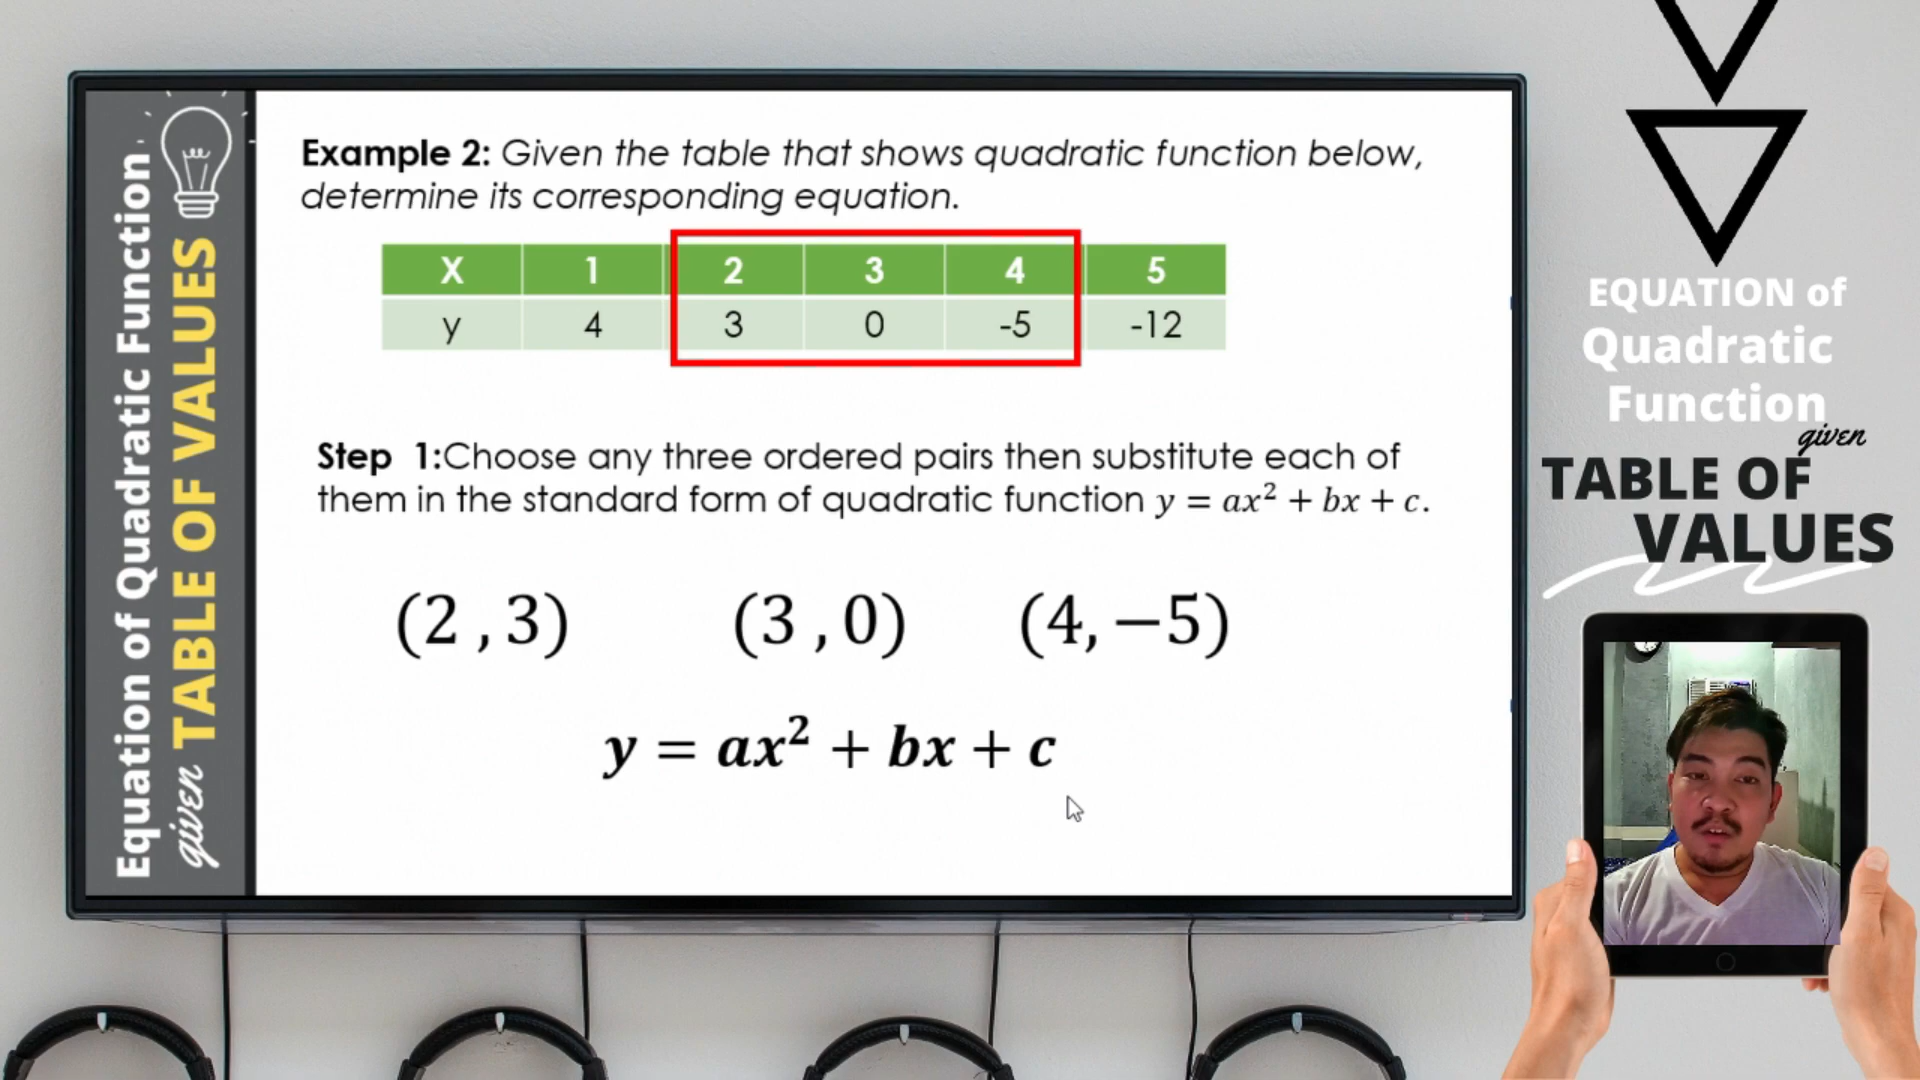 Equation of Quadratic Function
given TABLE OF VALUES
Example 2: Given the table that shows quadratic function below,
determine its corresponding equation.
X 1 2 3 4 5
y 4 3 0 -5 -12
Step 1:Choose any three ordered pairs then substitute each of
them in the standard form of quadratic function y = ax² + bx + c.
(2 , 3) (3 , 0) (4, −5)
y = ax² + bx + c
EQUATION of
Quadratic
Function
given
TABLE OF
VALUES